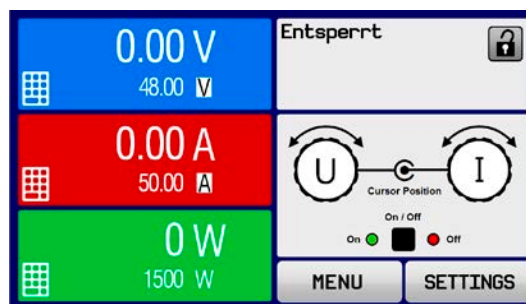 0.00 V
48.00 V
0.00 A
50.00 A
0 W
1500 W
Entsperrt
U
I
Cursor Position
On / Off
On
Off
MENU
SETTINGS